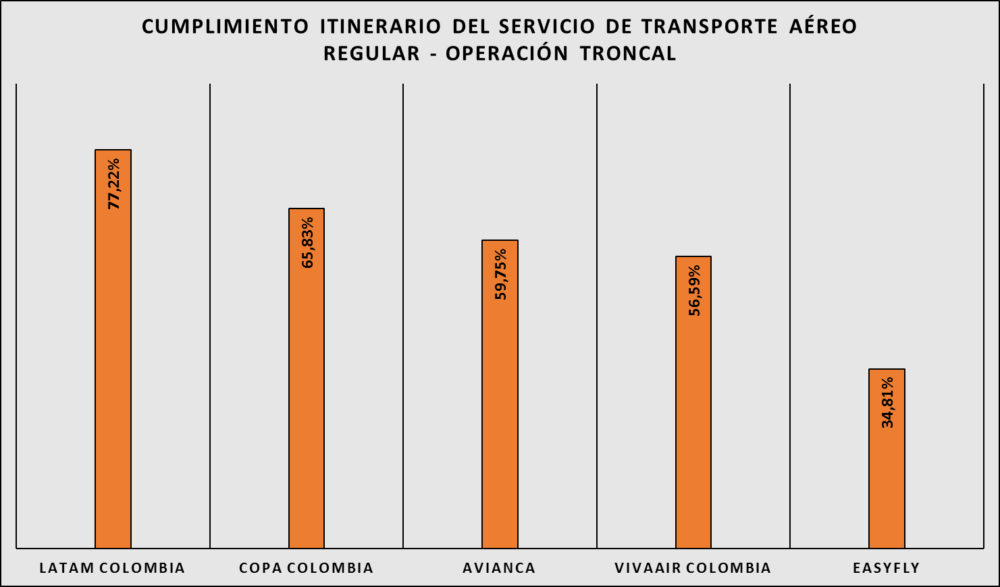 CUMPLIMIENTO ITINERARIO DEL SERVICIO DE TRANSPORTE AÉREO
REGULAR - OPERACIÓN TRONCAL
77,22%
65,83%
59,75%
56,59%
34,81%
LATAM COLOMBIA
COPA COLOMBIA
AVIANCA
VIVAAIR COLOMBIA
EASYFLY